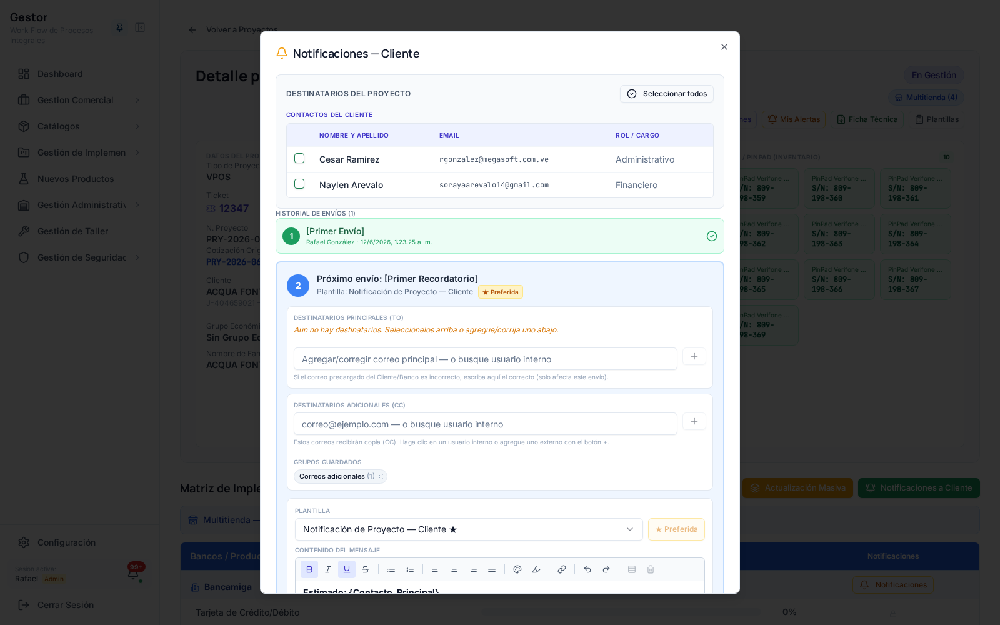 Gestor
Work Flow de Procesos
Integrales
Dashboard
Gestion Comercial
Catálogos
Gestión de Implemen
Nuevos Productos
Gestión Administrativ
Gestión de Taller
Gestión de Seguridad
Configuración
Sesión activa:
Rafael Admin
99+
Cerrar Sesión
Volver a Proyectos
Detalle p
En Gestión
Multitienda (4)
nes
Mis Alertas
Ficha Técnica
Plantillas
DATOS DEL PRO
Tipo de Proyec
VPOS
Ticket
12347
N. Proyecto
PRY-2026-0
Cotización Orig
PRY-2026-06
Cliente
ACQUA FON
J-404659021-
Grupo Económi
Sin Grupo Ec
Nombre de Fan
ACQUA FON
/ PINPAD (INVENTARIO)
10
inPad Verifone ...
S/N: 809-
198-359
PinPad Verifone ...
S/N: 809-
198-360
PinPad Verifone ...
S/N: 809-
198-361
inPad Verifone ...
S/N: 809-
198-362
PinPad Verifone ...
S/N: 809-
198-363
PinPad Verifone ...
S/N: 809-
198-364
inPad Verifone ...
S/N: 809-
198-365
PinPad Verifone ...
S/N: 809-
198-366
PinPad Verifone ...
S/N: 809-
198-367
inPad Verifone ...
S/N: 809-
198-369
Matriz de Imple
Actualización Masiva
Notificaciones a Cliente
Multitienda —
Bancos / Produc
Notificaciones
Bancamiga
Notificaciones
Tarjeta de Crédito/Débito
0%
Notificaciones — Cliente
DESTINATARIOS DEL PROYECTO
Seleccionar todos
CONTACTOS DEL CLIENTE
NOMBRE Y APELLIDO EMAIL ROL / CARGO
Cesar Ramírez rgonzalez@megasoft.com.ve Administrativo
Naylen Arevalo sorayaarevalo14@gmail.com Financiero
HISTORIAL DE ENVÍOS (1)
1
[Primer Envío]
Rafael González · 12/6/2026, 1:23:25 a. m.
2
Próximo envío: [Primer Recordatorio]
Plantilla: Notificación de Proyecto — Cliente ★ Preferida
DESTINATARIOS PRINCIPALES (TO)
Aún no hay destinatarios. Selecciónelos arriba o agregue/corrija uno abajo.
Agregar/corregir correo principal — o busque usuario interno
Si el correo precargado del Cliente/Banco es incorrecto, escriba aquí el correcto (solo afecta este envío).
DESTINATARIOS ADICIONALES (CC)
correo@ejemplo.com — o busque usuario interno
Estos correos recibirán copia (CC). Haga clic en un usuario interno o agregue uno externo con el botón +.
GRUPOS GUARDADOS
Correos adicionales (1)
PLANTILLA
Notificación de Proyecto — Cliente ★
★ Preferida
CONTENIDO DEL MENSAJE
Estimado: {Contacto_Principal}